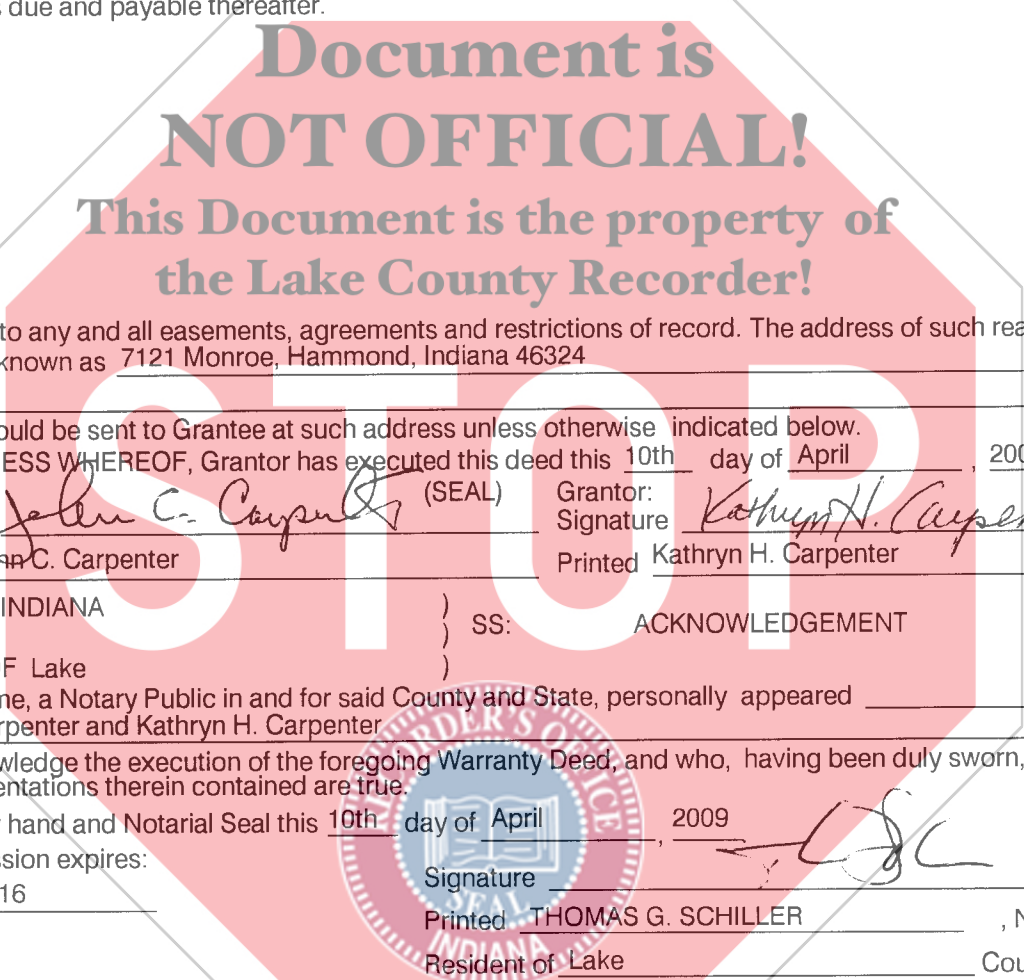 s due and payable thereafter.
Document is
NOT OFFICIAL!
This Document is the property of
the Lake County Recorder!
to any and all easements, agreements and restrictions of record. The address of such rea
known as 7121 Monroe, Hammond, Indiana 46324
STOP
ould be sent to Grantee at such address unless otherwise indicated below.
ESS WHEREOF, Grantor has executed this deed this 10th day of April , 200
John C. Carpenter (SEAL) Grantor:
Signature Kathryn H. Carpen
nn C. Carpenter Printed Kathryn H. Carpenter
INDIANA ) SS: ACKNOWLEDGEMENT
)
F Lake )
ne, a Notary Public in and for said County and State, personally appeared
rpenter and Kathryn H. Carpenter
wledge the execution of the foregoing Warranty Deed, and who, having been duly sworn,
entations therein contained are true.
r hand and Notarial Seal this 10th day of April , 2009
sion expires:
16
Signature
Printed THOMAS G. SCHILLER , N
Resident of Lake Cou
RECORDER'S OFFICE
SEAL
INDIANA